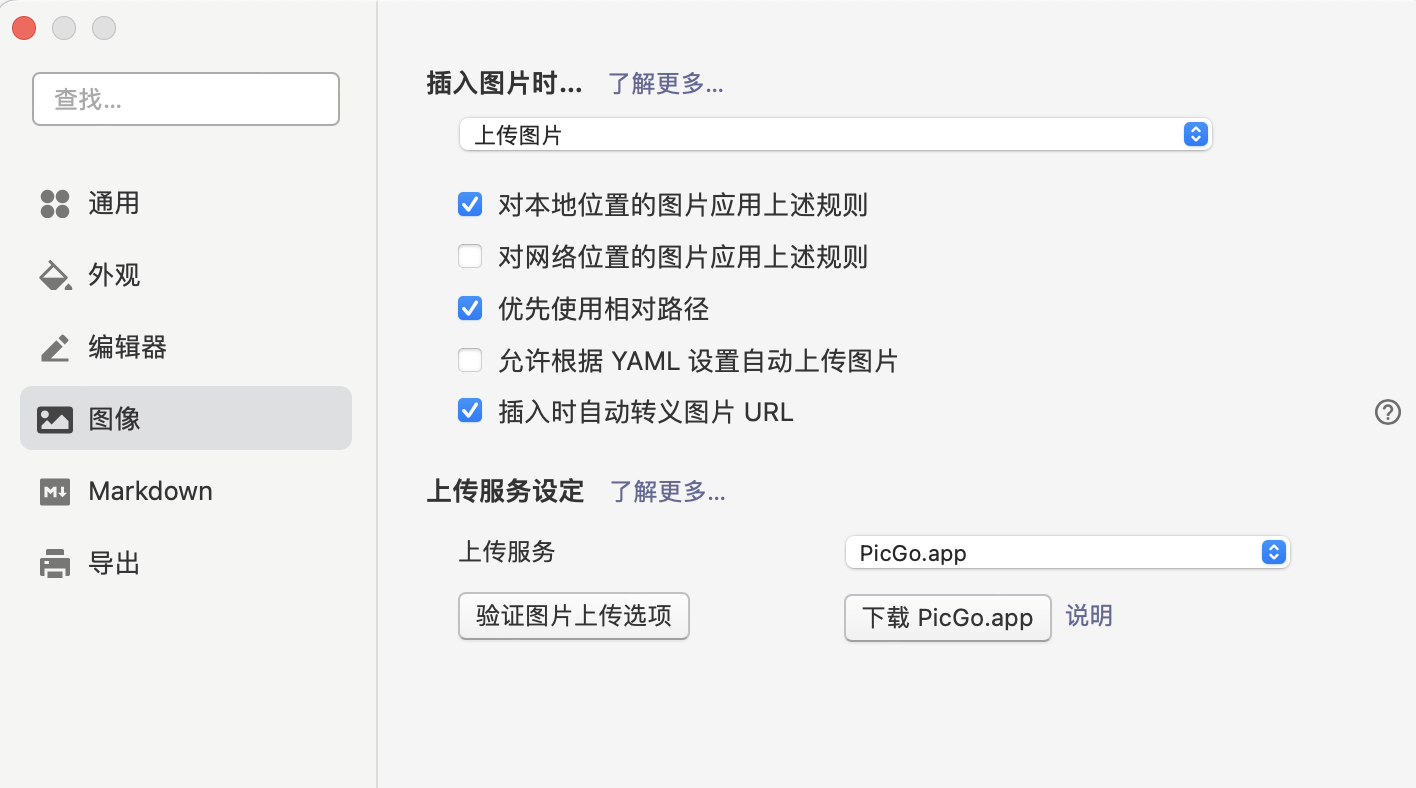 查找...
通用
外观
编辑器
图像
Markdown
导出
插入图片时... 了解更多...
上传图片
对本地位置的图片应用上述规则
对网络位置的图片应用上述规则
优先使用相对路径
允许根据 YAML 设置自动上传图片
插入时自动转义图片 URL
上传服务设定 了解更多...
上传服务 PicGo.app
验证图片上传选项 下载 PicGo.app 说明